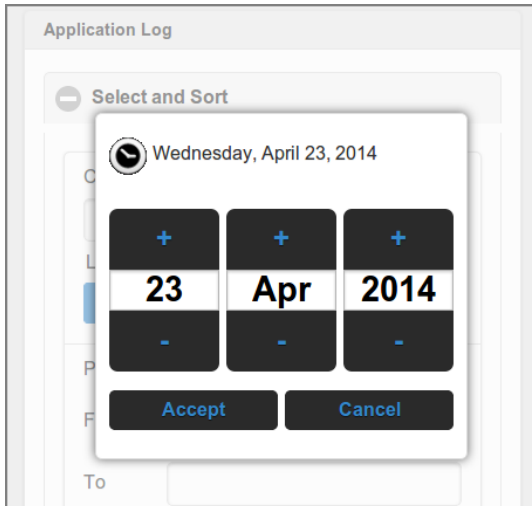 Application Log
Select and Sort
Wednesday, April 23, 2014
+ + +
23 Apr 2014
- - -
Accept Cancel
To